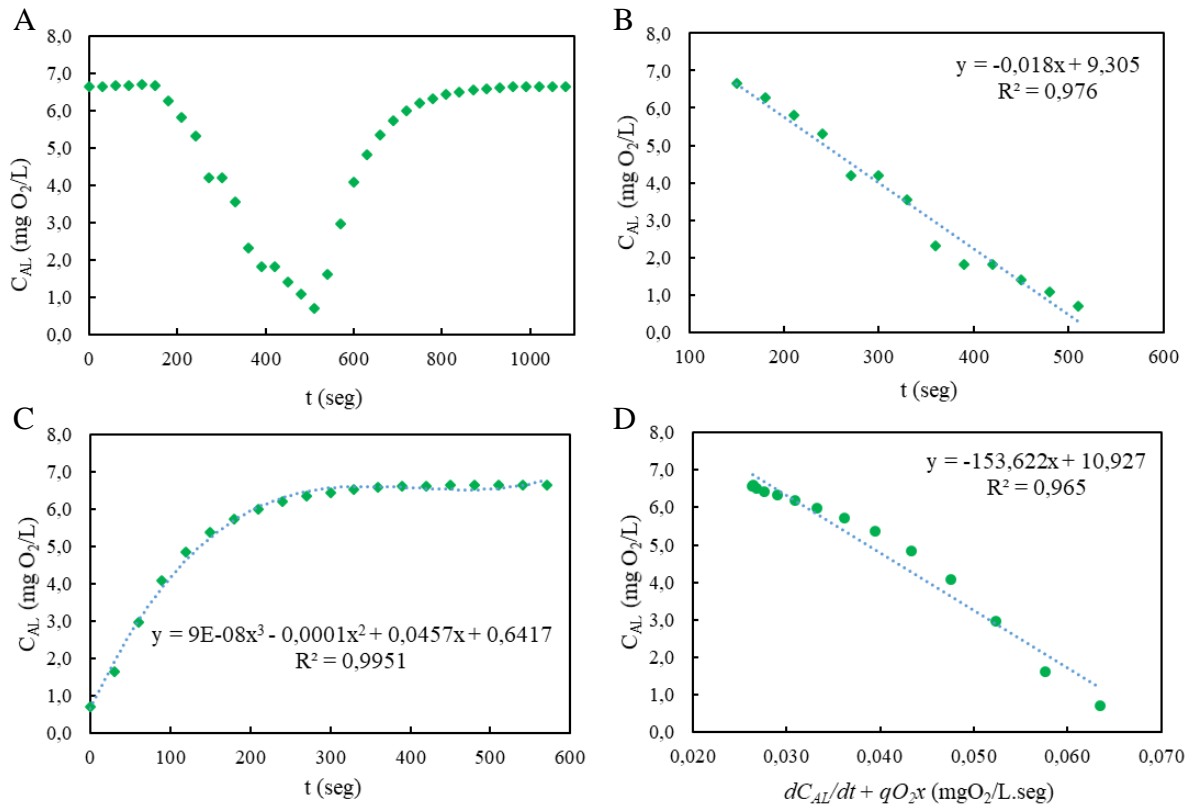 A
8,0
7,0
6,0
5,0
4,0
3,0
2,0
1,0
0,0
C_AL (mg O₂/L)
0 200 400 600 800 1000
t (seg)
B
8,0
7,0
6,0
5,0
4,0
3,0
2,0
1,0
0,0
C_AL (mg O₂/L)
y = -0,018x + 9,305
R² = 0,976
100 200 300 400 500 600
t (seg)
C
8,0
7,0
6,0
5,0
4,0
3,0
2,0
1,0
0,0
C_AL (mg O₂/L)
y = 9E-08x³ - 0,0001x² + 0,0457x + 0,6417
R² = 0,9951
0 100 200 300 400 500 600
t (seg)
D
8,0
7,0
6,0
5,0
4,0
3,0
2,0
1,0
0,0
C_AL (mg O₂/L)
y = -153,622x + 10,927
R² = 0,965
0,020 0,030 0,040 0,050 0,060 0,070
dC_AL/dt + qO₂x (mgO₂/L.seg)